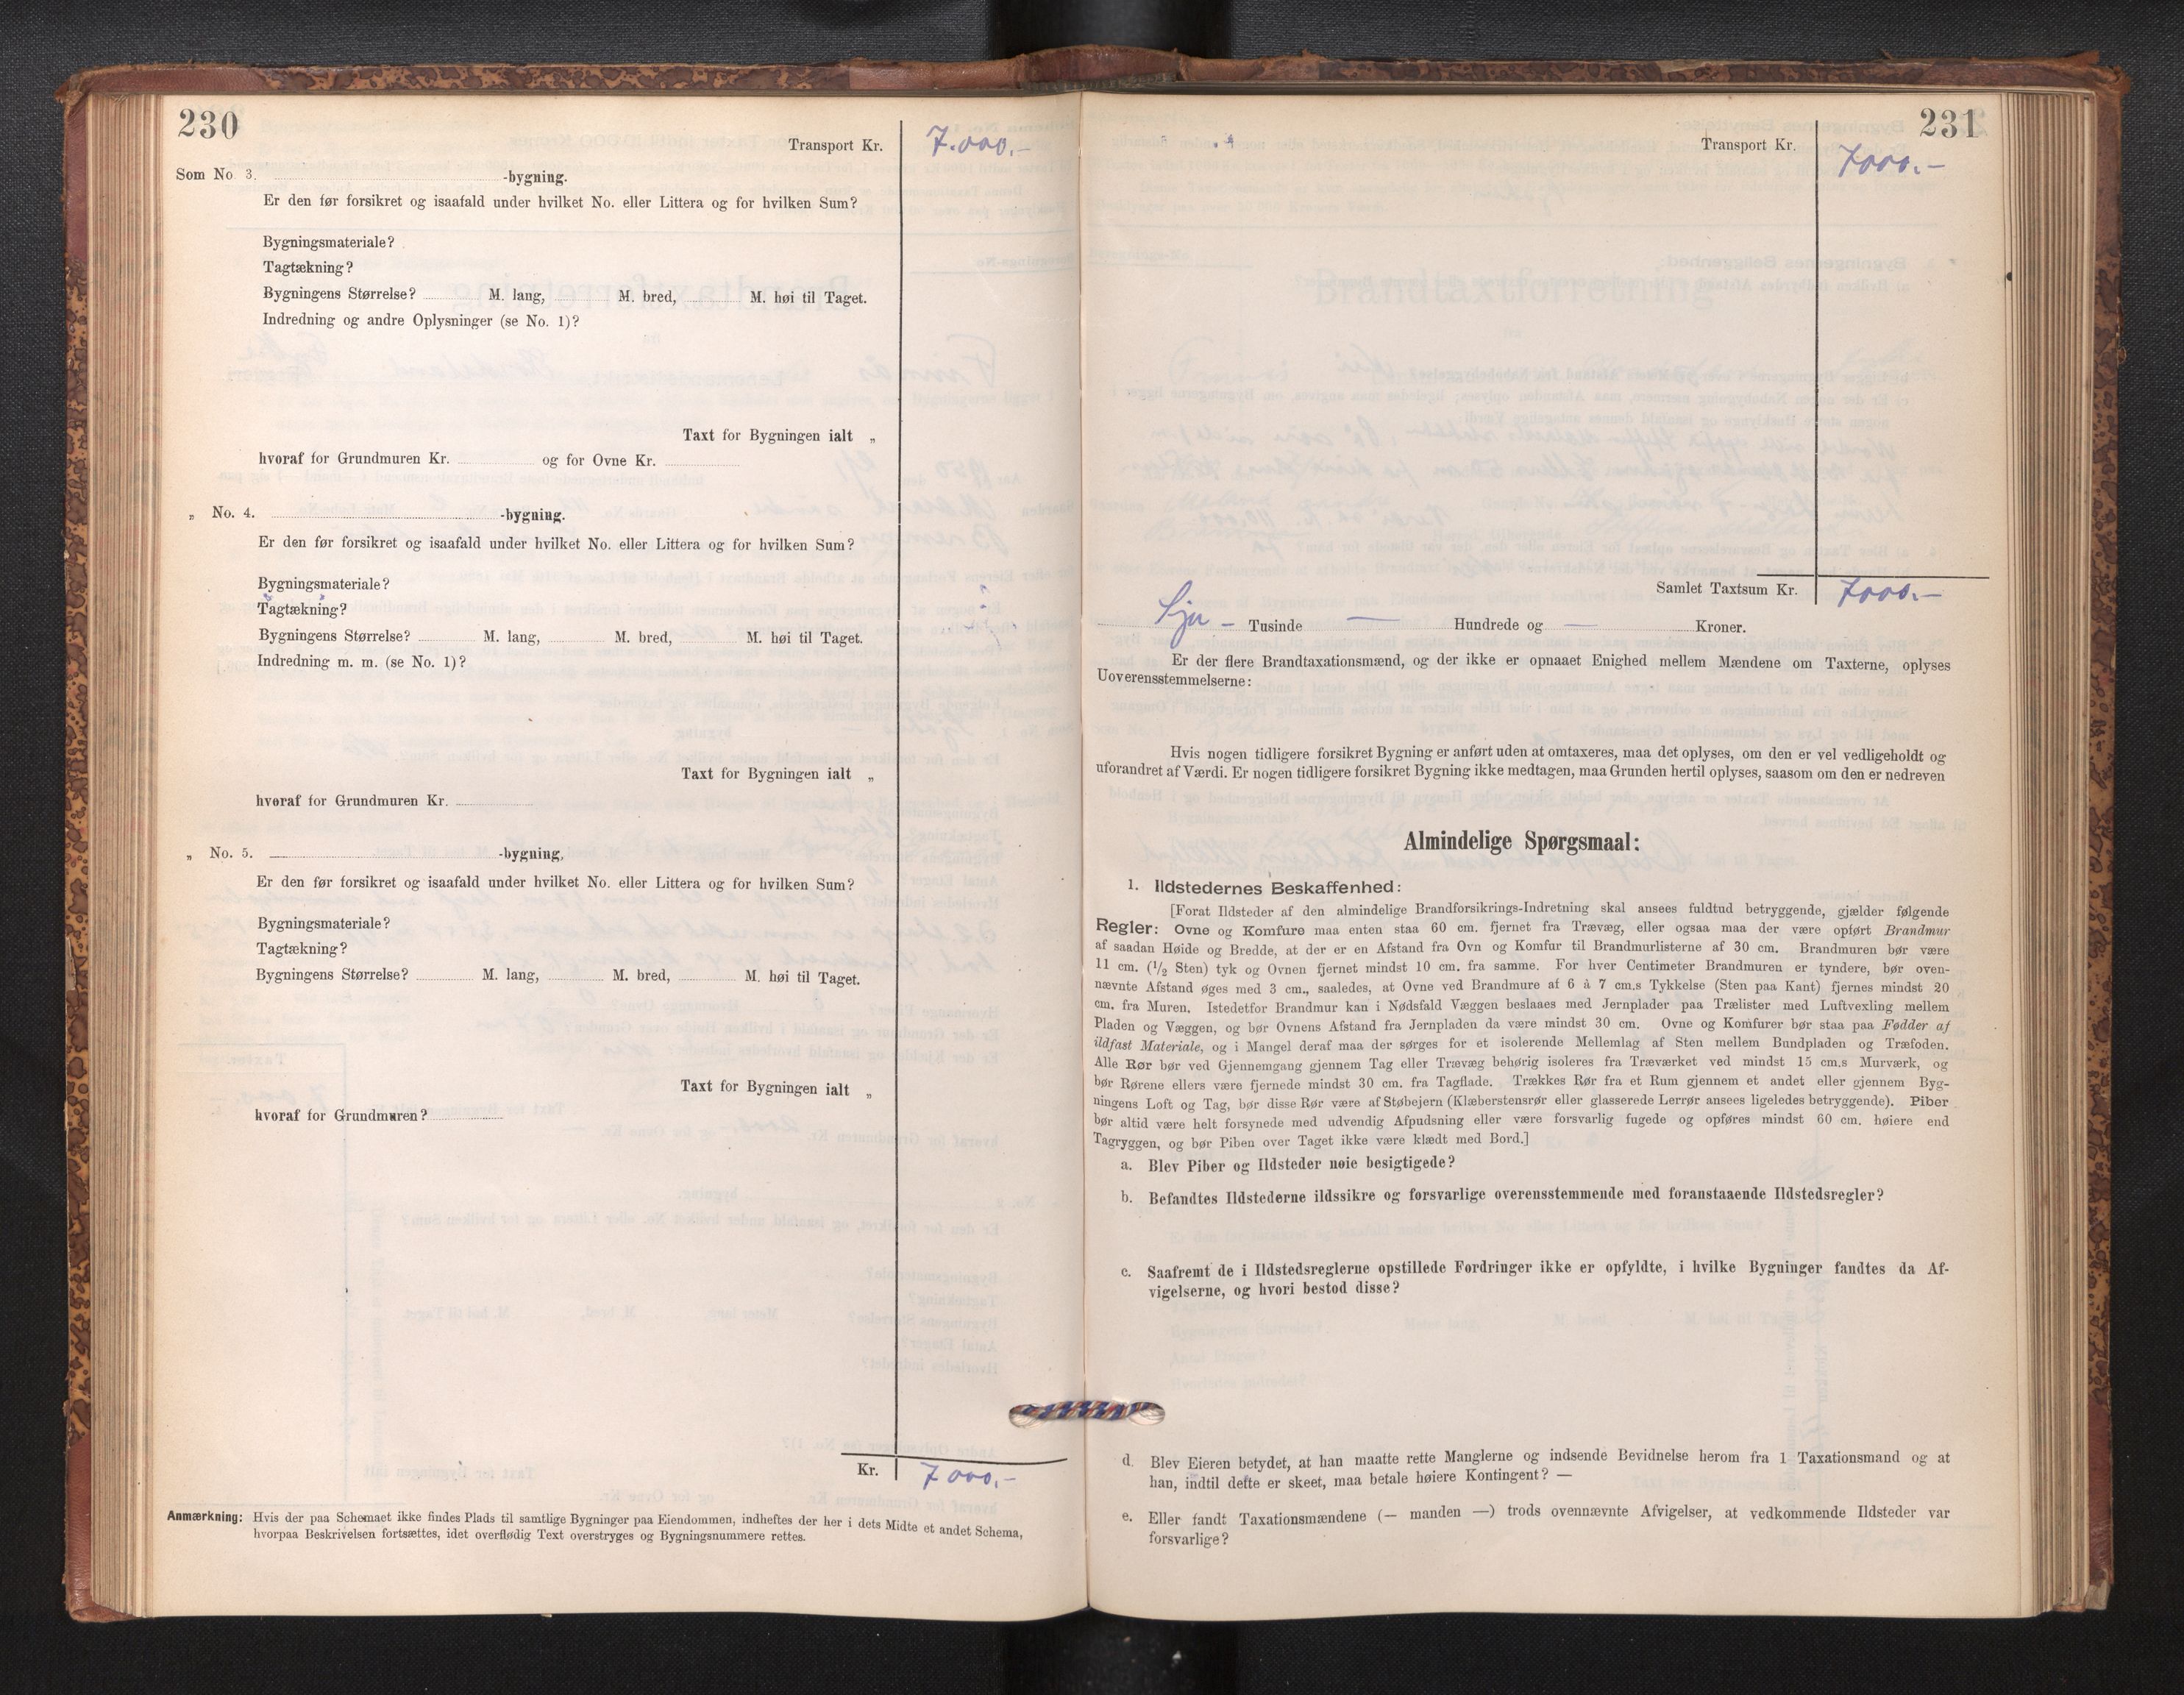 230
Transport Kr. 7.000.-
Som No. 3. -bygning.
Er den før forsikret og isaafald under hvilket No. eller Littera og for hvilken Sum?
Bygningsmateriale?
Tagtækning?
Bygningens Størrelse? M. lang, M. bred, M. høi til Taget.
Indredning og andre Oplysninger (se No. 1)?
Taxt for Bygningen ialt „
hvoraf for Grundmuren Kr. og for Ovne Kr.
„ No. 4. -bygning.
Er den før forsikret og isaafald under hvilket No. eller Littera og for hvilken Sum?
Bygningsmateriale?
Tagtækning?
Bygningens Størrelse? M. lang, M. bred, M. høi til Taget.
Indredning m. m. (se No. 1)?
Taxt for Bygningen ialt „
hvoraf for Grundmuren Kr.
„ No. 5. -bygning,
Er den før forsikret og isaafald under hvilket No. eller Littera og for hvilken Sum?
Bygningsmateriale?
Tagtækning?
Bygningens Størrelse? M. lang, M. bred, M. høi til Taget.
Taxt for Bygningen ialt „
hvoraf for Grundmuren?
Kr. 7000.-
Anmærkning: Hvis der paa Schemaet ikke findes Plads til samtlige Bygninger paa Eiendommen, indheftes der her i dets Midte et andet Schema,
hvorpaa Beskrivelsen fortsættes, idet overflødig Text overstryges og Bygningsnummere rettes.
231
Transport Kr. 7000.-
Samlet Taxtsum Kr. 7000.-
Sju - Tusinde — Hundrede og — Kroner.
Er der flere Brandtaxationsmænd, og der ikke er opnaaet Enighed mellem Mændene om Taxterne, oplyses
Uoverensstemmelserne:
Hvis nogen tidligere forsikret Bygning er anført uden at omtaxeres, maa det oplyses, om den er vel vedligeholdt og
uforandret af Værdi. Er nogen tidligere forsikret Bygning ikke medtagen, maa Grunden hertil oplyses, saasom om den er nedreven
Almindelige Spørgsmaal:
1. Ildstedernes Beskaffenhed:
[Forat Ildsteder af den almindelige Brandforsikrings-Indretning skal ansees fuldtud betryggende, gjælder følgende
Regler: Ovne og Komfure maa enten staa 60 cm. fjernet fra Trævæg, eller ogsaa maa der være opført Brandmur
af saadan Høide og Bredde, at der er en Afstand fra Ovn og Komfur til Brandmurlisterne af 30 cm. Brandmuren bør være
11 cm. (1/2 Sten) tyk og Ovnen fjernet mindst 10 cm. fra samme. For hver Centimeter Brandmuren er tyndere, bør oven-
nævnte Afstand øges med 3 cm., saaledes, at Ovne ved Brandmure af 6 à 7 cm.s Tykkelse (Sten paa Kant) fjernes mindst 20
cm. fra Muren. Istedetfor Brandmur kan i Nødsfald Væggen beslaaes med Jernplader paa Trælister med Luftvexling mellem
Pladen og Væggen, og bør Ovnens Afstand fra Jernpladen da være mindst 30 cm. Ovne og Komfurer bør staa paa Fødder af
ildfast Materiale, og i Mangel deraf maa der sørges for et isolerende Mellemlag af Sten mellem Bundpladen og Træfoden.
Alle Rør bør ved Gjennemgang gjennem Tag eller Trævæg behørig isoleres fra Træværket ved mindst 15 cm.s Murværk, og
bør Rørene ellers være fjernede mindst 30 cm. fra Tagflade. Trækkes Rør fra et Rum gjennem et andet eller gjennem Byg-
ningens Loft og Tag, bør disse Rør være af Støbejern (Klæberstensrør eller glasserede Lerrør ansees ligeledes betryggende). Piber
bør altid være helt forsynede med udvendig Afpudsning eller være forsvarlig fugede og opføres mindst 60 cm. høiere end
Tagryggen, og bør Piben over Taget ikke være klædt med Bord.]
a. Blev Piber og Ildsteder nøie besigtigede?
b. Befandtes Ildstederne ildssikre og forsvarlige overensstemmende med foranstaaende Ildstedsregler?
c. Saafremt de i Ildstedsreglerne opstillede Fordringer ikke er opfyldte, i hvilke Bygninger fandtes da Af-
vigelserne, og hvori bestod disse?
d. Blev Eieren betydet, at han maatte rette Manglerne og indsende Bevidnelse herom fra 1 Taxationsmand og at
han, indtil dette er skeet, maa betale høiere Kontingent? —
e. Eller fandt Taxationsmændene (— manden —) trods ovennævnte Afvigelser, at vedkommende Ildsteder var
forsvarlige?